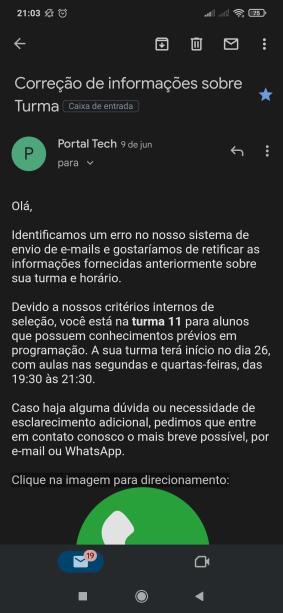 21:03
75
Correção de informações sobre
Turma Caixa de entrada
P
Portal Tech 9 de jun
para
Olá,
Identificamos um erro no nosso sistema de
envio de e-mails e gostaríamos de retificar as
informações fornecidas anteriormente sobre
sua turma e horário.
Devido a nossos critérios internos de
seleção, você está na turma 11 para alunos
que possuem conhecimentos prévios em
programação. A sua turma terá início no dia 26,
com aulas nas segundas e quartas-feiras, das
19:30 às 21:30.
Caso haja alguma dúvida ou necessidade de
esclarecimento adicional, pedimos que entre
em contato conosco o mais breve possível, por
e-mail ou WhatsApp.
Clique na imagem para direcionamento:
19